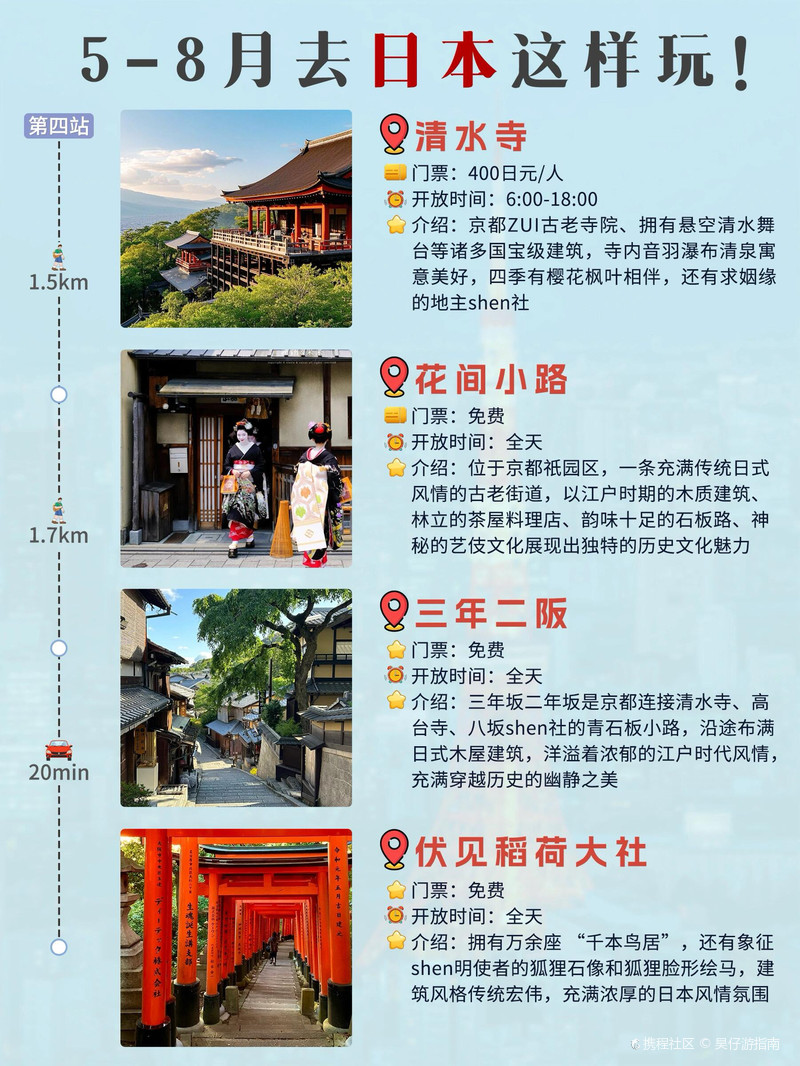 5-8月去日本这样玩！
第四站
清水寺
门票：400日元/人
开放时间：6:00-18:00
介绍：京都ZUI古老寺院、拥有悬空清水舞
台等诸多国宝级建筑，寺内音羽瀑布清泉寓
意美好，四季有樱花枫叶相伴，还有求姻缘
的地主shen社
1.5km
花间小路
门票：免费
开放时间：全天
介绍：位于京都祇园区，一条充满传统日式
风情的古老街道，以江户时期的木质建筑、
林立的茶屋料理店、韵味十足的石板路、神
秘的艺伎文化展现出独特的历史文化魅力
1.7km
三年二阪
门票：免费
开放时间：全天
介绍：三年坂二年坂是京都连接清水寺、高
台寺、八坂shen社的青石板小路，沿途布满
日式木屋建筑，洋溢着浓郁的江户时代风情，
充满穿越历史的幽静之美
20min
伏见稻荷大社
门票：免费
开放时间：全天
介绍：拥有万余座“千本鸟居”，还有象征
shen明使者的狐狸石像和狐狸脸形绘马，建
筑风格传统宏伟，充满浓厚的日本风情氛围
携程社区 © 昊仔游指南